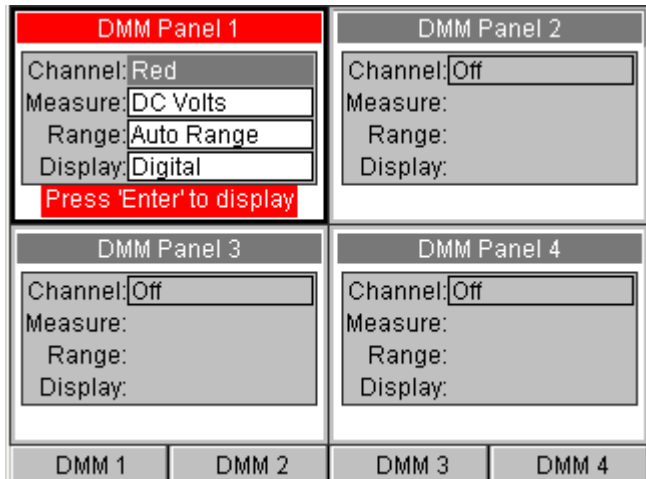 DMM Panel 1
Channel: Red
Measure: DC Volts
Range: Auto Range
Display: Digital
Press 'Enter' to display
DMM Panel 2
Channel: Off
Measure:
Range:
Display:
DMM Panel 3
Channel: Off
Measure:
Range:
Display:
DMM Panel 4
Channel: Off
Measure:
Range:
Display:
DMM 1
DMM 2
DMM 3
DMM 4